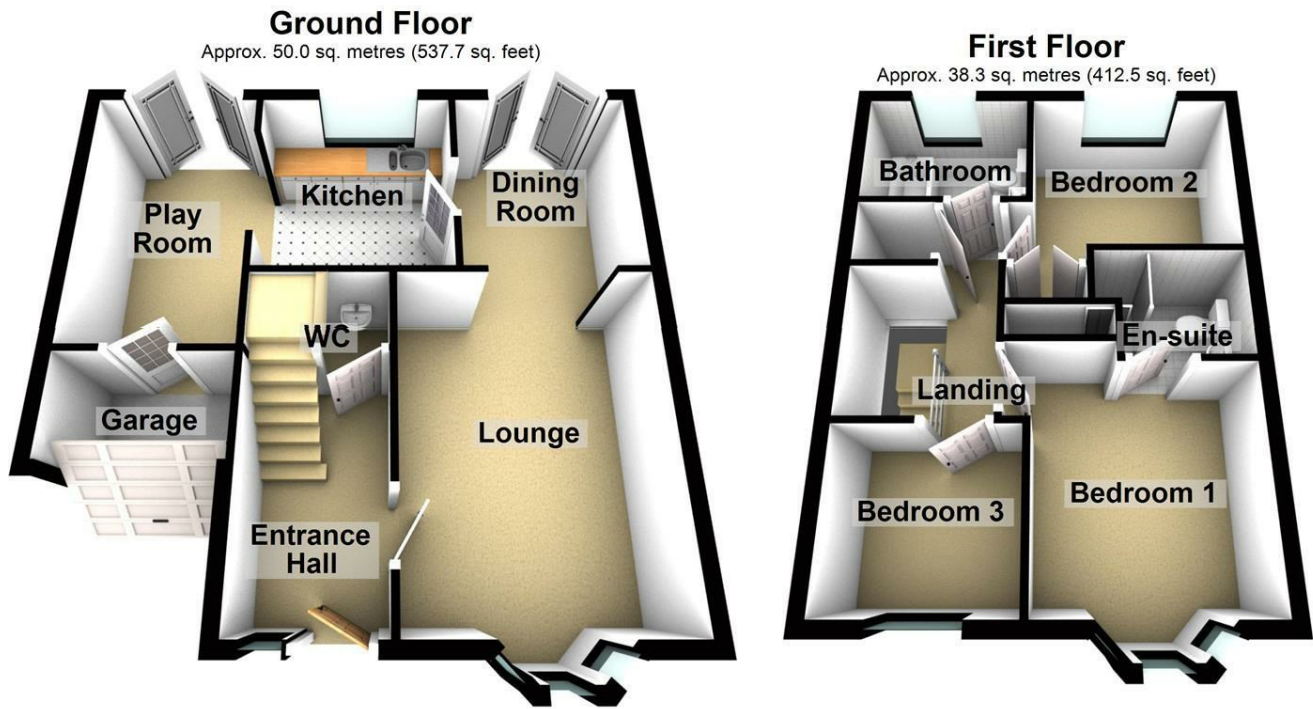 Ground Floor
Approx. 50.0 sq. metres (537.7 sq. feet)
Kitchen
Dining
Room
Play
Room
WC
Garage
Lounge
Entrance
Hall
First Floor
Approx. 38.3 sq. metres (412.5 sq. feet)
Bathroom
Bedroom 2
En-suite
Landing
Bedroom 1
Bedroom 3